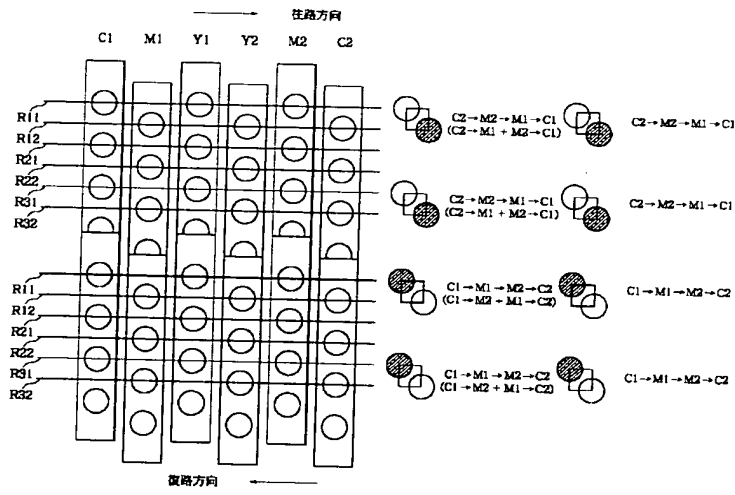 往路方向
C1 M1 Y1 Y2 M2 C2
R11
R12
R21
R22
R31
R32
C2→M2→M1→C1
(C2→M1+M2→C1)
C2→M2→M1→C1
C2→M2→M1→C1
(C2→M1+M2→C1)
C2→M2→M1→C1
R11
R12
R21
R22
R31
R32
C1→M1→M2→C2
(C1→M2+M1→C2)
C1→M1→M2→C2
C1→M1→M2→C2
(C1→M2+M1→C2)
C1→M1→M2→C2
復路方向